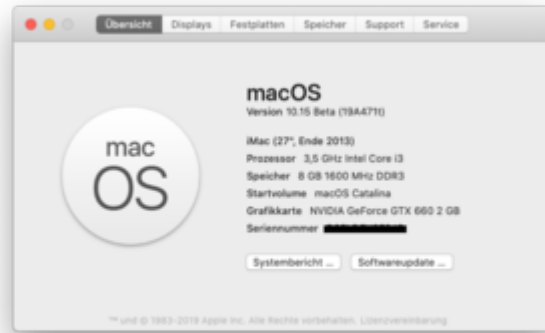 Übersicht Displays Festplatten Speicher Support Service
mac
OS
macOS
Version 10.15 Beta (19A471t)
iMac (27", Ende 2013)
Prozessor 3,5 GHz Intel Core i3
Speicher 8 GB 1600 MHz DDR3
Startvolume macOS Catalina
Grafikkarte NVIDIA GeForce GTX 660 2 GB
Seriennummer
Systembericht ... Softwareupdate ...
™ und © 1983-2019 Apple Inc. Alle Rechte vorbehalten. Lizenzvereinbarung